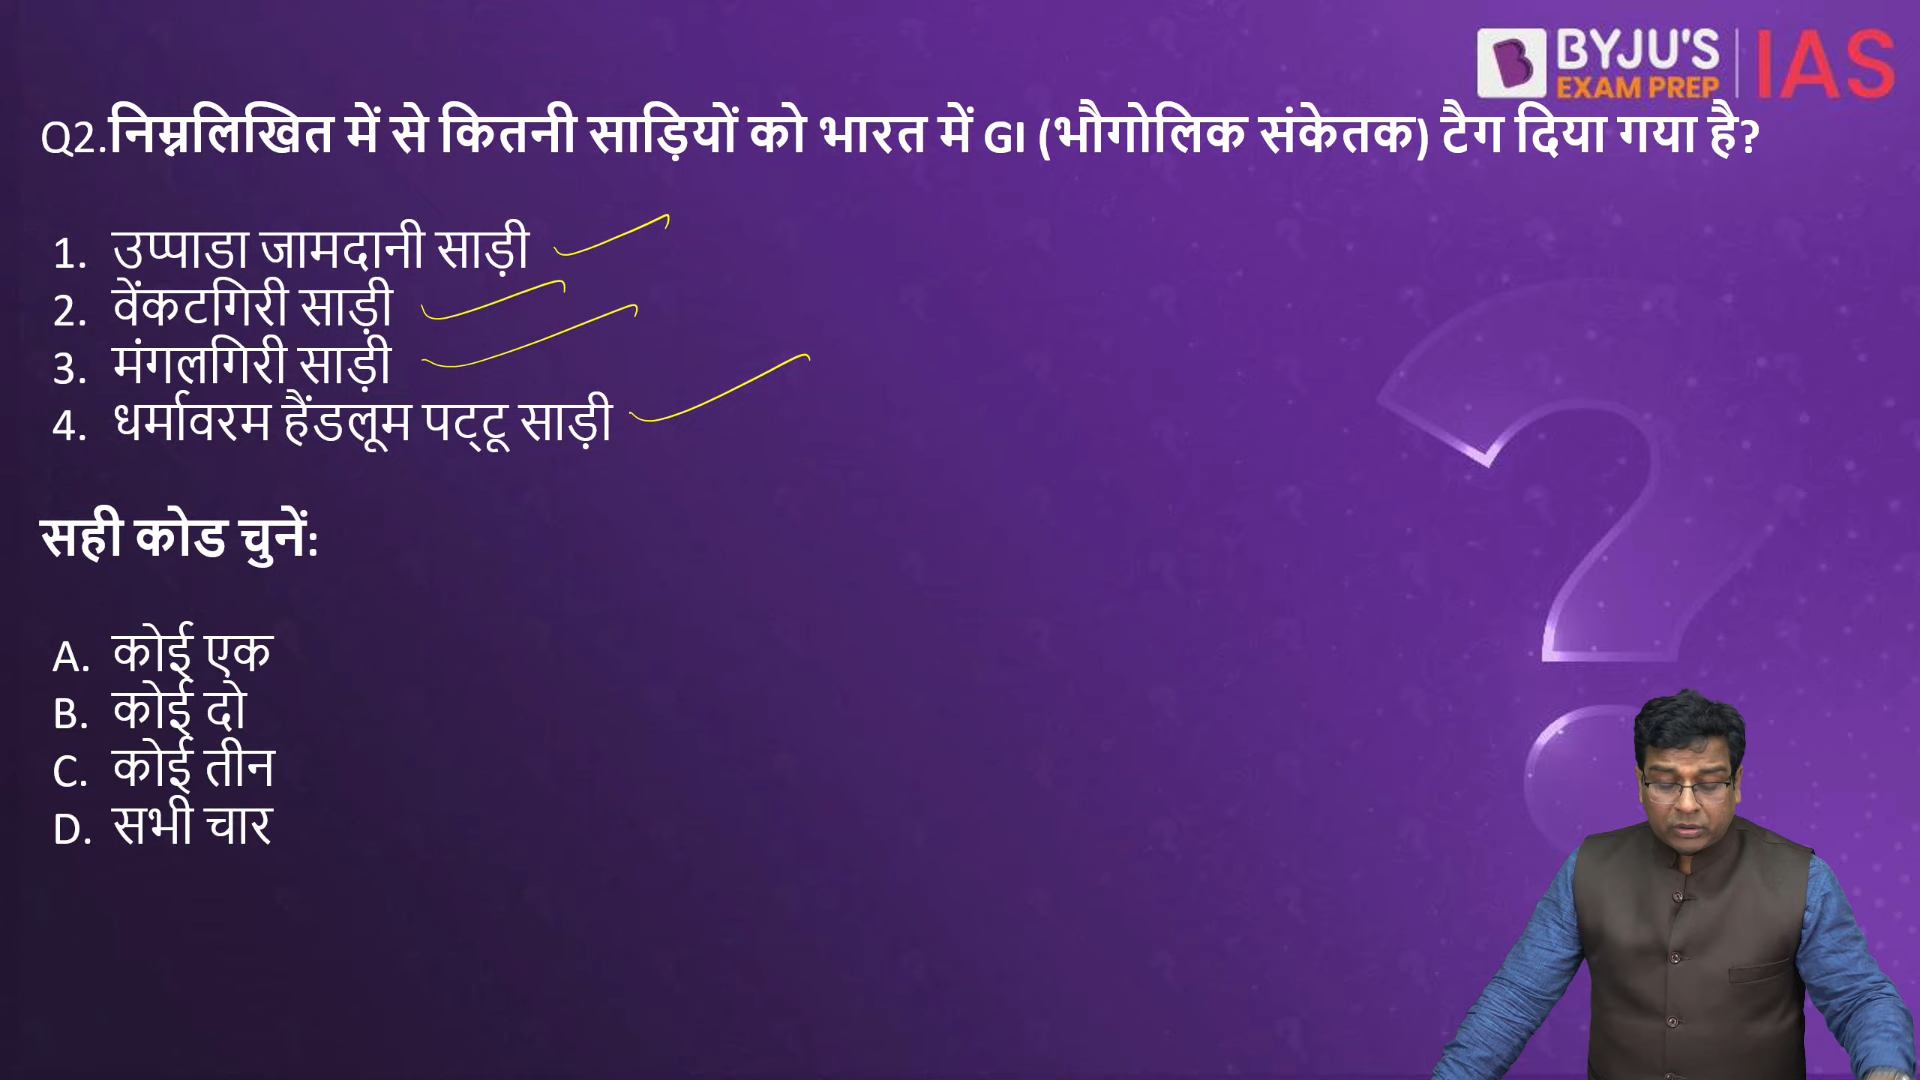 BYJU'S
EXAM PREP
IAS
Q2.निम्नलिखित में से कितनी साड़ियों को भारत में GI (भौगोलिक संकेतक) टैग दिया गया है?
1. उप्पाडा जामदानी साड़ी
2. वेंकटगिरी साड़ी
3. मंगलगिरी साड़ी
4. धर्मावरम हैंडलूम पट्टू साड़ी
सही कोड चुनें:
A. कोई एक
B. कोई दो
C. कोई तीन
D. सभी चार